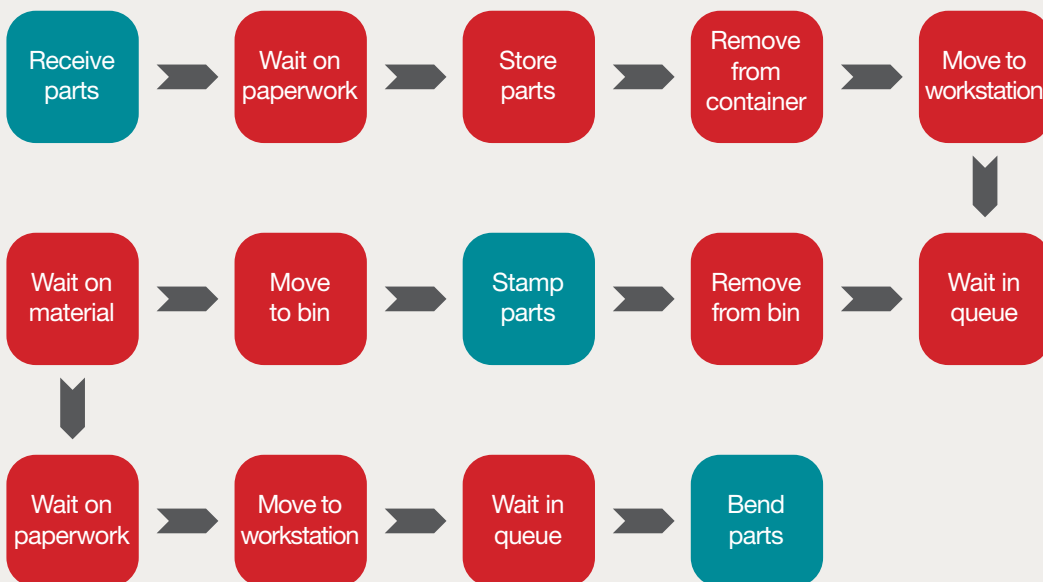 Receive
parts
Wait on
paperwork
Store
parts
Remove
from
container
Move to
workstation
Wait on
material
Move
to bin
Stamp
parts
Remove
from bin
Wait in
queue
Wait on
paperwork
Move to
workstation
Wait in
queue
Bend
parts